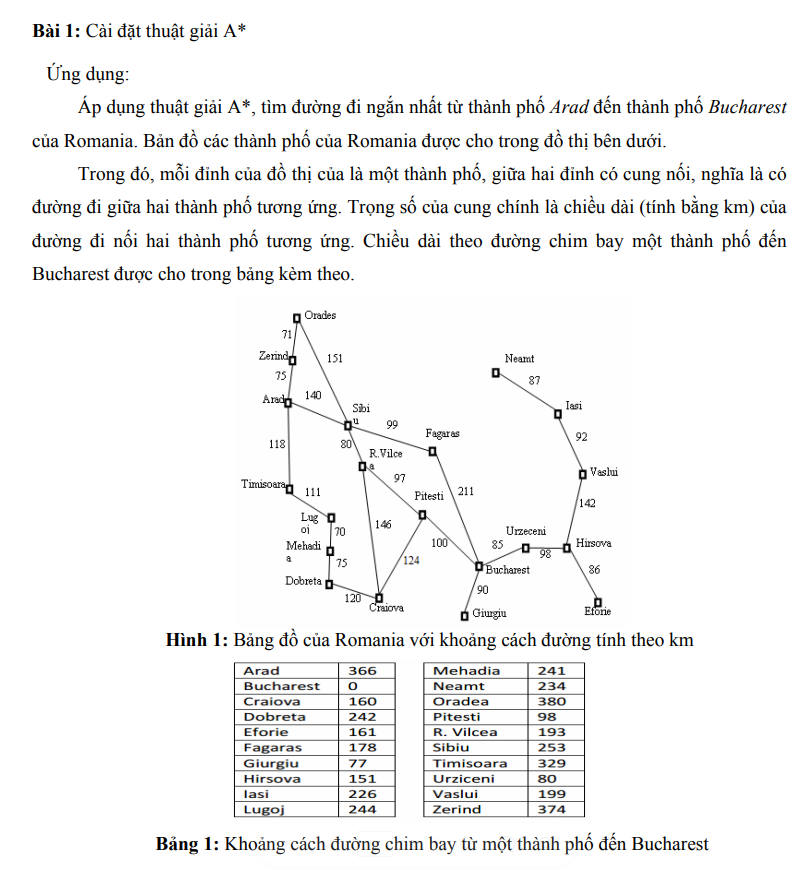 Bài 1: Cài đặt thuật giải A*
Ứng dụng:
Áp dụng thuật giải A*, tìm đường đi ngắn nhất từ thành phố Arad đến thành phố Bucharest
của Romania. Bản đồ các thành phố của Romania được cho trong đồ thị bên dưới.
Trong đó, mỗi đỉnh của đồ thị của là một thành phố, giữa hai đỉnh có cung nối, nghĩa là có
đường đi giữa hai thành phố tương ứng. Trọng số của cung chính là chiều dài (tính bằng km) của
đường đi nối hai thành phố tương ứng. Chiều dài theo đường chim bay một thành phố đến
Bucharest được cho trong bảng kèm theo.
Orades
71
Zerind
151
Neamt
75
87
Arad
140
Sibi
u
Iasi
99
Fagaras
92
118
80
R.Vilce
a
97
Vaslui
Timisoara
111
Pitesti
211
142
Lug
oj
70
146
Urzeceni
Mehadi
a
100
85
98
Hirsova
75
124
Bucharest
86
Dobreta
90
120
Craiova
Giurgiu
Eforie
Hình 1: Bảng đồ của Romania với khoảng cách đường tính theo km
Arad 366 Mehadia 241
Bucharest 0 Neamt 234
Craiova 160 Oradea 380
Dobreta 242 Pitesti 98
Eforie 161 R. Vilcea 193
Fagaras 178 Sibiu 253
Giurgiu 77 Timisoara 329
Hirsova 151 Urziceni 80
Iasi 226 Vaslui 199
Lugoj 244 Zerind 374
Bảng 1: Khoảng cách đường chim bay từ một thành phố đến Bucharest